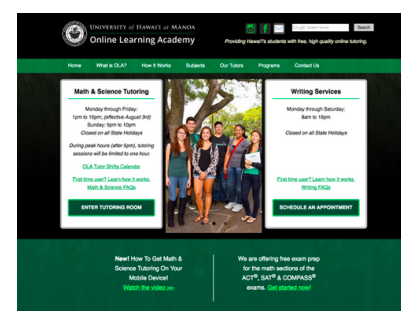 UNIVERSITY of HAWAI'I at MĀNOA
Online Learning Academy
Search
Providing Hawai'i's students with free, high quality online tutoring.
Home What is OLA? How It Works Subjects Our Tutors Programs Contact Us
Math & Science Tutoring
Monday through Friday:
1pm to 10pm; (effective August 3rd)
Sunday: 5pm to 10pm
Closed on all State Holidays
During peak hours (after 6pm), tutoring
sessions will be limited to one hour.
OLA Tutor Shifts Calendar
First time user? Learn how it works.
Math & Science FAQs
ENTER TUTORING ROOM
Writing Services
Monday through Saturday:
8am to 10pm
Closed on all State Holidays
First time user? Learn how it works.
Writing FAQs
SCHEDULE AN APPOINTMENT
New! How To Get Math &
Science Tutoring On Your
Mobile Device!
Watch the video >>
We are offering free exam prep
for the math sections of the
ACT®, SAT® & COMPASS®
exams. Get started now!